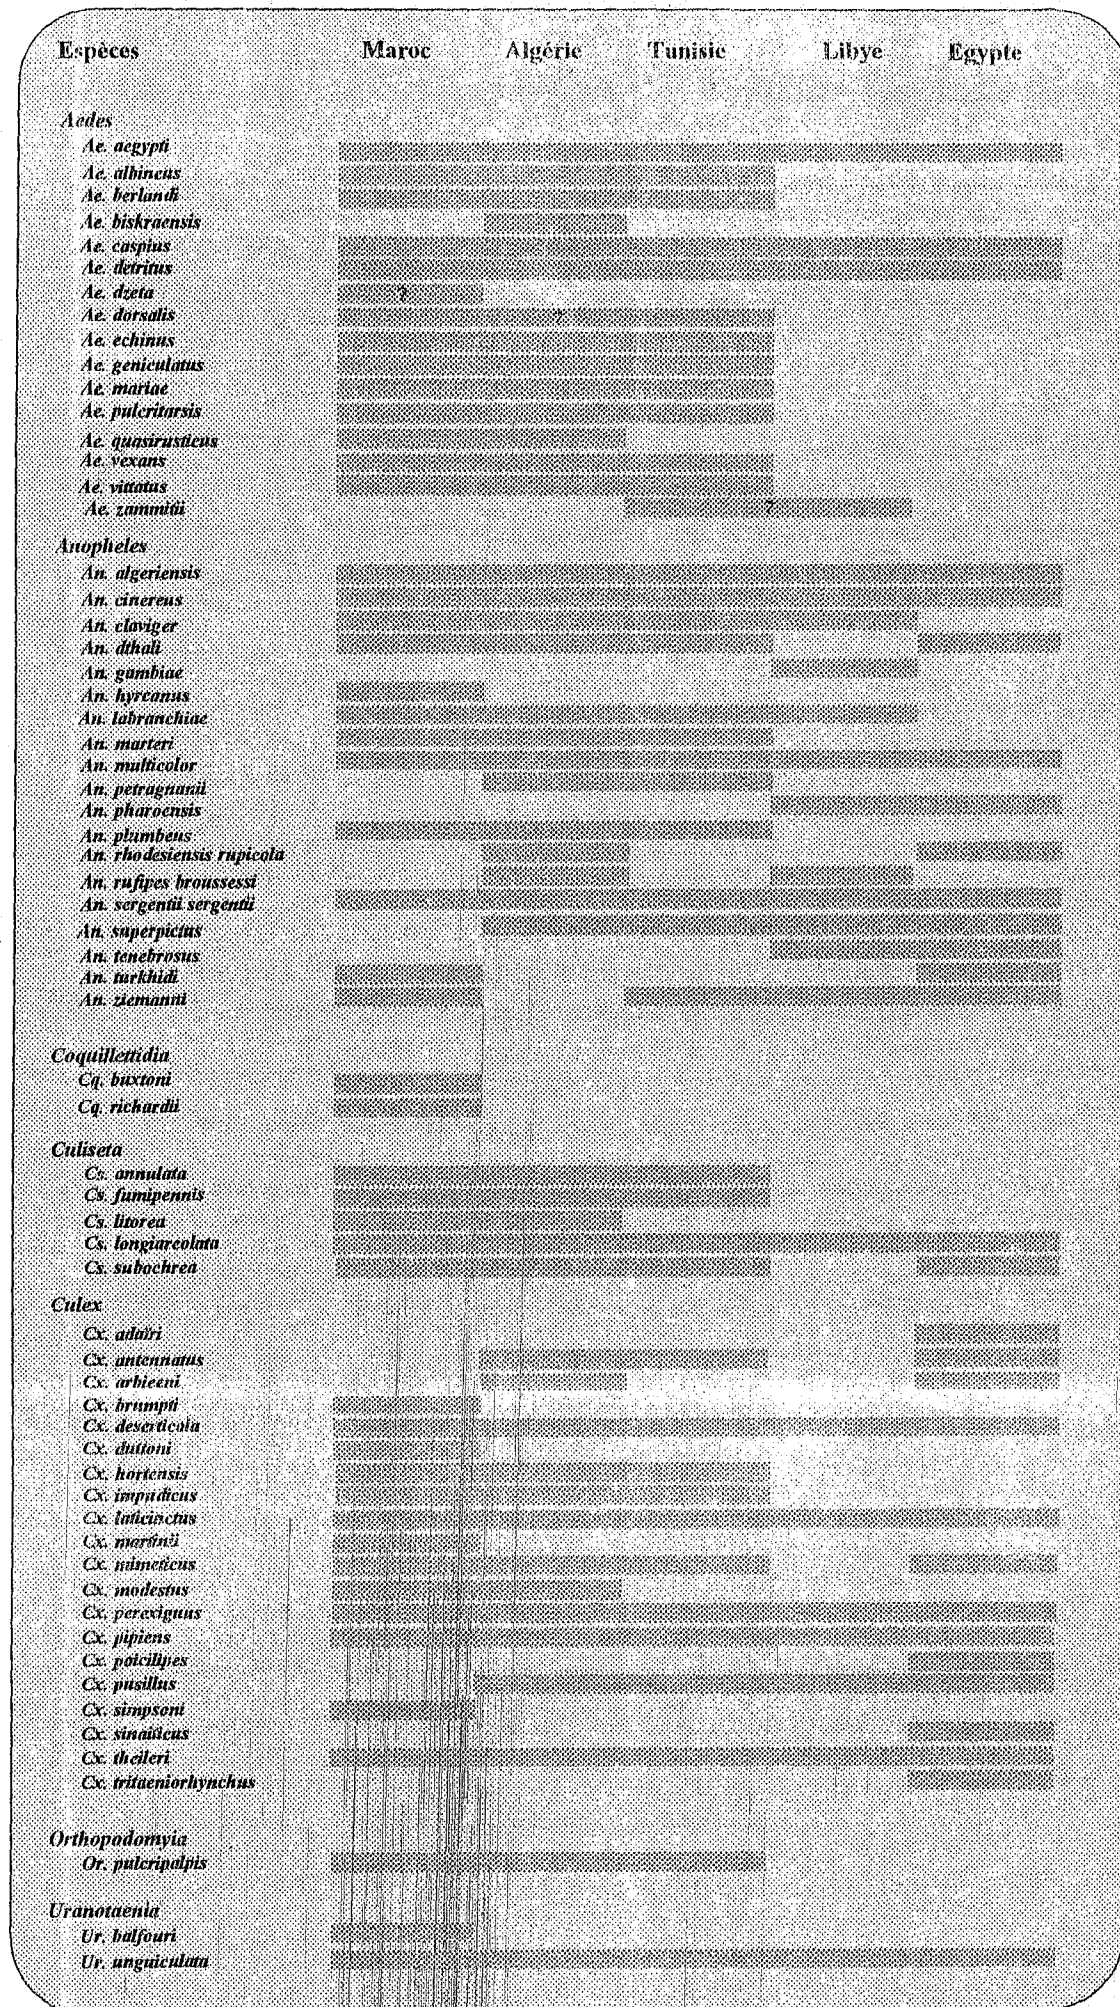 Espèces Maroc Algérie Tunisie Libye Egypte
Aedes
Ae. aegypti
Ae. albineus
Ae. berlandi
Ae. biskraensis
Ae. caspius
Ae. detritus
Ae. dzeta ?
Ae. dorsalis
Ae. echinus
Ae. geniculatus
Ae. mariae
Ae. pulcritarsis
Ae. quasirusticus
Ae. vexans
Ae. vittatus
Ae. zammitii ?
Anopheles
An. algeriensis
An. cinereus
An. claviger
An. dthali
An. gambiae
An. hyrcanus
An. labranchiae
An. marteri
An. multicolor
An. petragnanii
An. pharoensis
An. plumbeus
An. rhodesiensis rupicola
An. rufipes broussessi
An. sergentii sergentii
An. superpictus
An. tenebrosus
An. turkhidi
An. ziemanni
Coquillettidia
Cq. buxtoni
Cq. richardii
Culiseta
Cs. annulata
Cs. fumipennis
Cs. litorea
Cs. longiareolata
Cs. subochrea
Culex
Cx. adairi
Cx. antennatus
Cx. arbieeni
Cx. brumpti
Cx. deserticola
Cx. duttoni
Cx. hortensis
Cx. impudicus
Cx. laticinctus
Cx. martinii
Cx. mimeticus
Cx. modestus
Cx. perexiguus
Cx. pipiens
Cx. poicilipes
Cx. pusillus
Cx. simpsoni
Cx. sinaiticus
Cx. theileri
Cx. tritaeniorhynchus
Orthopodomyia
Or. pulcripalpis
Uranotaenia
Ur. balfouri
Ur. unguiculata